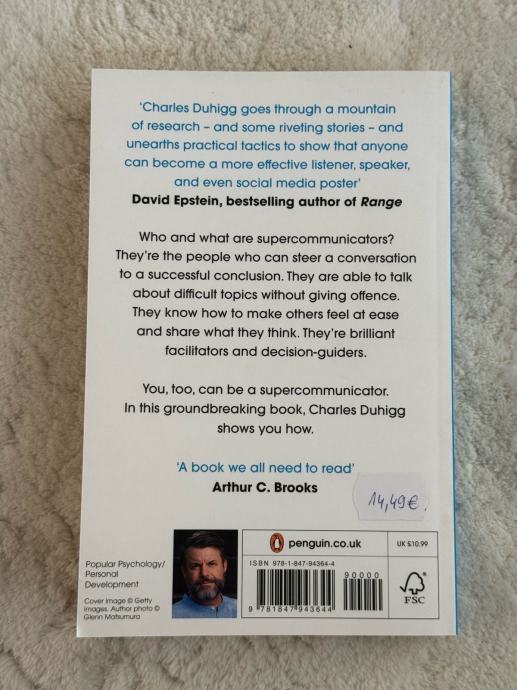 ‘Charles Duhigg goes through a mountain
of research – and some riveting stories – and
unearths practical tactics to show that anyone
can become a more effective listener, speaker,
and even social media poster’
David Epstein, bestselling author of Range
Who and what are supercommunicators?
They’re the people who can steer a conversation
to a successful conclusion. They are able to talk
about difficult topics without giving offence.
They know how to make others feel at ease
and share what they think. They’re brilliant
facilitators and decision-guiders.
You, too, can be a supercommunicator.
In this groundbreaking book, Charles Duhigg
shows you how.
‘A book we all need to read’
Arthur C. Brooks
14,49€.
Popular Psychology/
Personal
Development
Cover image © Getty
Images. Author photo ©
Glenn Matsumura
penguin.co.uk
UK £10.99
ISBN 978-1-847-94364-4
90000
9 781847 943644
FSC